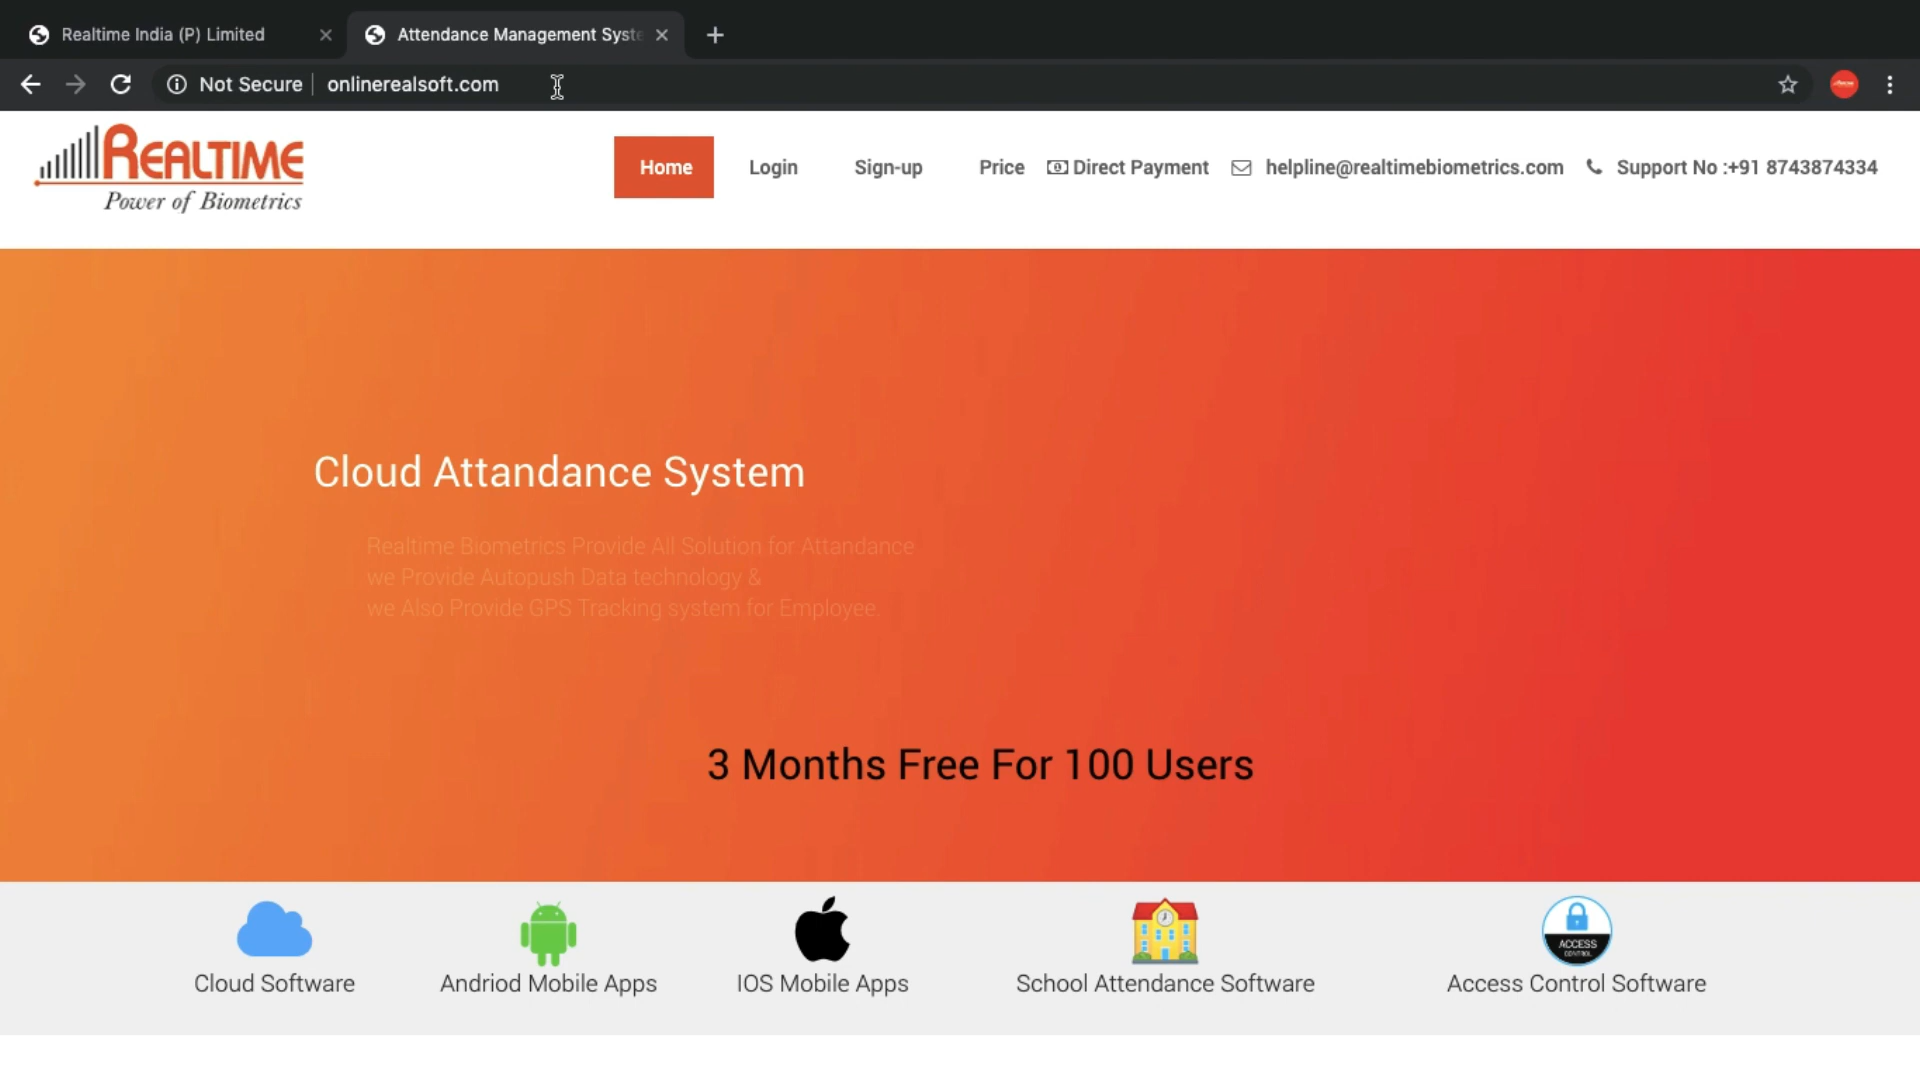 Realtime India (P) Limited
Attendance Management Syste
Not Secure
onlinerealsoft.com
REALTIME
Power of Biometrics
Home
Login
Sign-up
Price
Direct Payment
helpline@realtimebiometrics.com
Support No :+91 8743874334
Cloud Attandance System
Realtime Biometrics Provide All Solution for Attandance
we Provide Autopush Data technology &
we Also Provide GPS Tracking system for Employee.
3 Months Free For 100 Users
ACCESS
CONTROL
Cloud Software
Andriod Mobile Apps
IOS Mobile Apps
School Attendance Software
Access Control Software